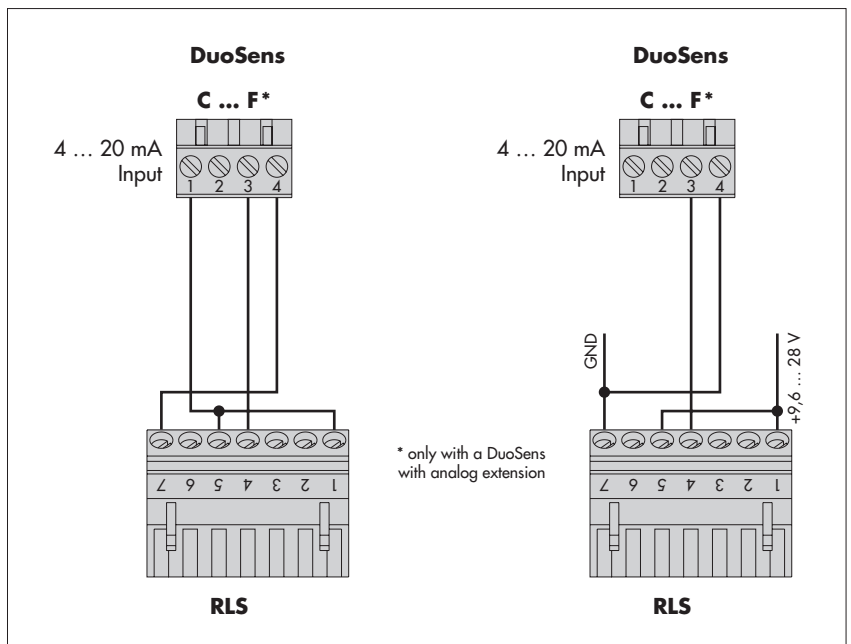 DuoSens
C ... F*
4 ... 20 mA
Input
1 2 3 4
7 6 5 4 3 2 1
RLS
* only with a DuoSens
with analog extension
DuoSens
C ... F*
4 ... 20 mA
Input
1 2 3 4
GND
+9,6 ... 28 V
7 6 5 4 3 2 1
RLS